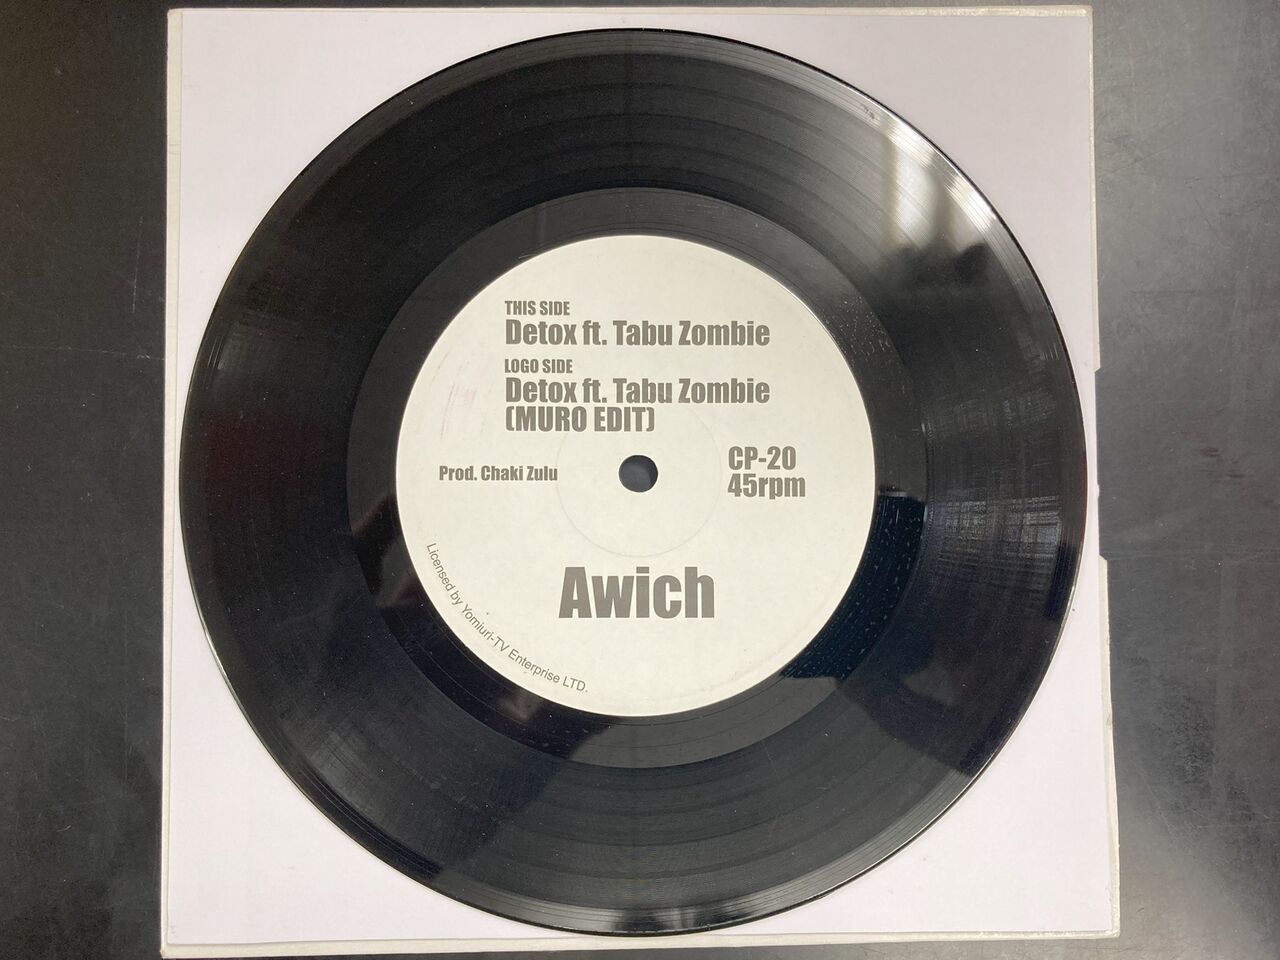 THIS SIDE
Detox ft. Tabu Zombie
LOGO SIDE
Detox ft. Tabu Zombie
(MURO EDIT)
Prod. Chaki Zulu
CP-20
45rpm
Awich
Licensed by Yomiuri-TV Enterprise LTD.